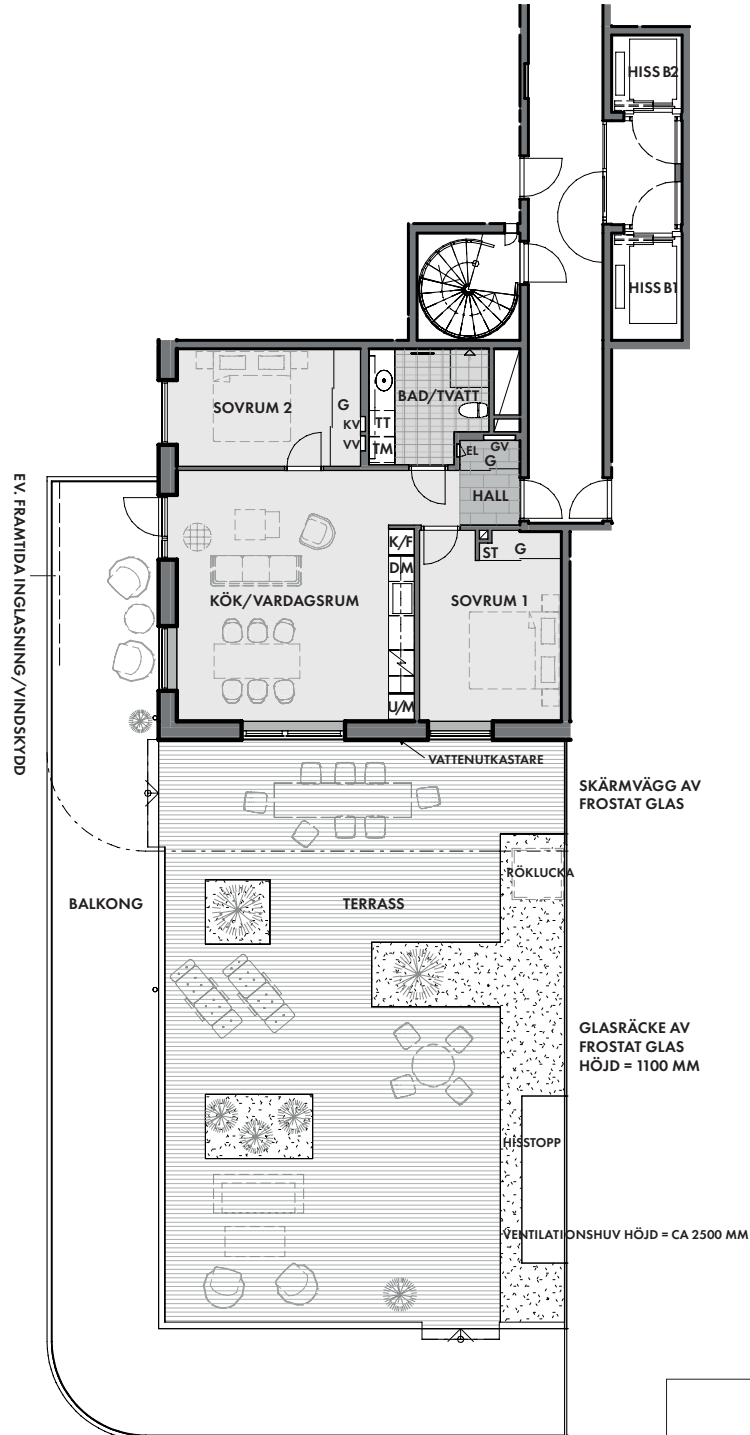 HISS B2
HISS B1
SOVRUM 2
G
KV
VV
BAD/TVÄTT
TT
TM
EL
GV
G
HALL
K/F
DM
ST
G
KÖK/VARDAGSRUM
SOVRUM 1
U/M
EV. FRAMTIDA INGLASNING/VINDSKYDD
VATTENUTKASTARE
SKÄRMVÄGG AV
FROSTAT GLAS
RÖKLUCKA
BALKONG
TERRASS
GLASRÄCKE AV
FROSTAT GLAS
HÖJD = 1100 MM
HISSTOPP
VENTILATIONSHUV HÖJD = CA 2500 MM